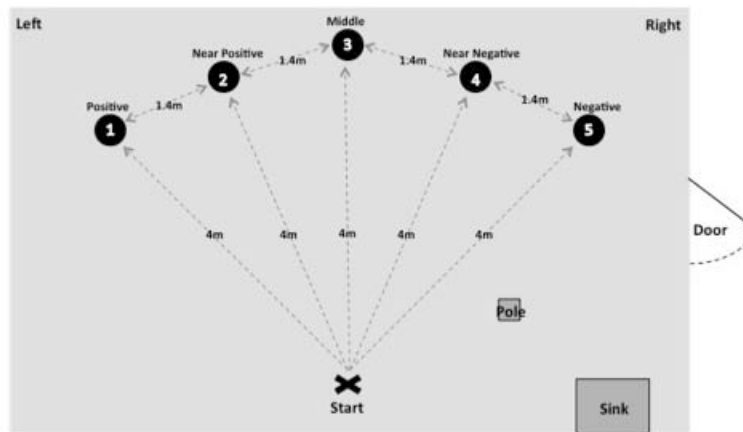 Left
Middle
Right
3
Near Positive
1.4m
1.4m
Near Negative
2
4
Positive
1.4m
1.4m
Negative
1
5
4m
4m
4m
4m
4m
Door
Pole
Start
Sink